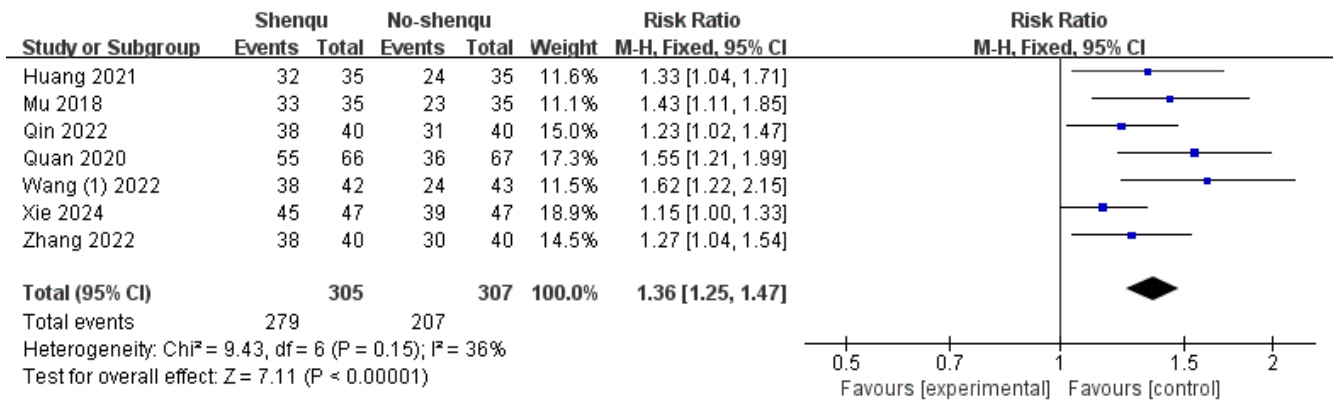 Shenqu No-shenqu Risk Ratio Risk Ratio
Study or Subgroup Events Total Events Total Weight M-H, Fixed, 95% CI M-H, Fixed, 95% CI
Huang 2021 32 35 24 35 11.6% 1.33 [1.04, 1.71]
Mu 2018 33 35 23 35 11.1% 1.43 [1.11, 1.85]
Qin 2022 38 40 31 40 15.0% 1.23 [1.02, 1.47]
Quan 2020 55 66 36 67 17.3% 1.55 [1.21, 1.99]
Wang (1) 2022 38 42 24 43 11.5% 1.62 [1.22, 2.15]
Xie 2024 45 47 39 47 18.9% 1.15 [1.00, 1.33]
Zhang 2022 38 40 30 40 14.5% 1.27 [1.04, 1.54]
Total (95% CI) 305 307 100.0% 1.36 [1.25, 1.47]
Total events 279 207
Heterogeneity: Chi² = 9.43, df = 6 (P = 0.15); I² = 36%
Test for overall effect: Z = 7.11 (P < 0.00001)
0.5 0.7 1 1.5 2
Favours [experimental] Favours [control]